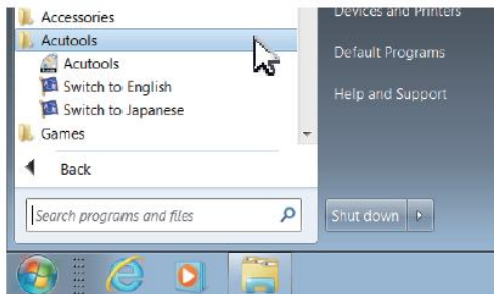 Accessories
Acutools
Acutools
Switch to English
Switch to Japanese
Games
Back
Search programs and files
Devices and Printers
Default Programs
Help and Support
Shut down